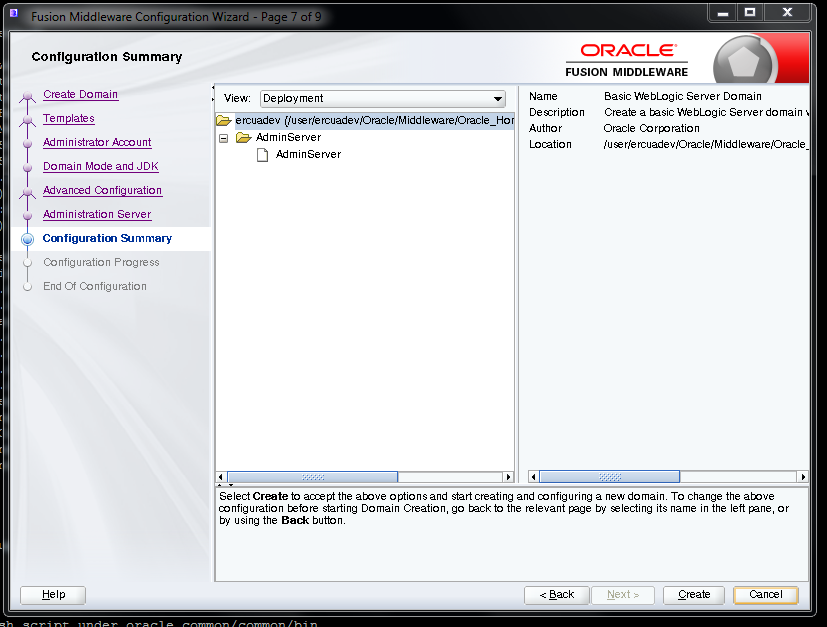 Fusion Middleware Configuration Wizard - Page 7 of 9
Configuration Summary
ORACLE
FUSION MIDDLEWARE
Create Domain
Templates
Administrator Account
Domain Mode and JDK
Advanced Configuration
Administration Server
Configuration Summary
Configuration Progress
End Of Configuration
View: Deployment
ercuadev (/user/ercuadev/Oracle/Middleware/Oracle_Hor
AdminServer
AdminServer
Name Basic WebLogic Server Domain
Description Create a basic WebLogic Server domain
Author Oracle Corporation
Location /user/ercuadev/Oracle/Middleware/Oracle_
Select Create to accept the above options and start creating and configuring a new domain. To change the above
configuration before starting Domain Creation, go back to the relevant page by selecting its name in the left pane, or
by using the Back button.
Help
< Back
Next >
Create
Cancel
sh script under oracle_common/common/bin